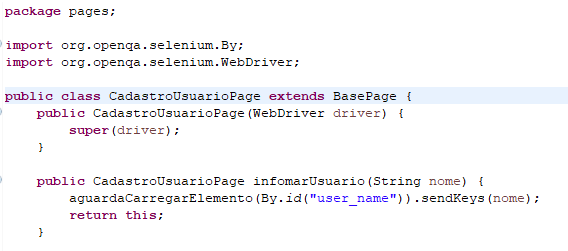 package pages;
import org.openqa.selenium.By;
import org.openqa.selenium.WebDriver;
public class CadastroUsuarioPage extends BasePage {
public CadastroUsuarioPage(WebDriver driver) {
super(driver);
}
public CadastroUsuarioPage infomarUsuario(String nome) {
aguardaCarregarElemento(By.id("user_name")).sendKeys(nome);
return this;
}